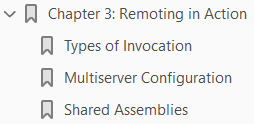 Chapter 3: Remoting in Action
Types of Invocation
Multiserver Configuration
Shared Assemblies